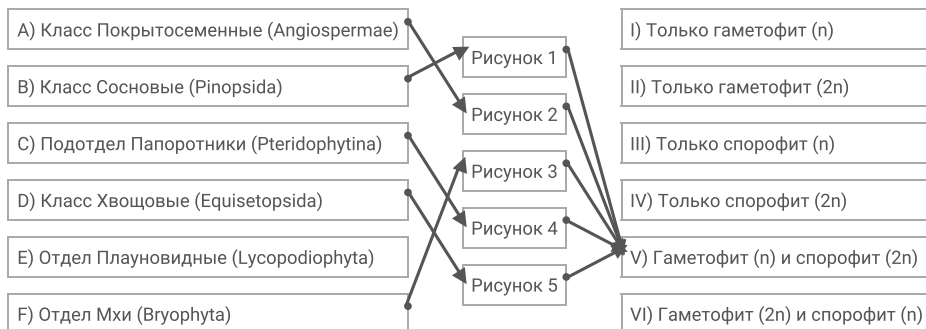 A) Класс Покрытосеменные (Angiospermae)
B) Класс Сосновые (Pinopsida)
C) Подотдел Папоротники (Pteridophytina)
D) Класс Хвощовые (Equisetopsida)
E) Отдел Плауновидные (Lycopodiophyta)
F) Отдел Мхи (Bryophyta)
Рисунок 1
Рисунок 2
Рисунок 3
Рисунок 4
Рисунок 5
I) Только гаметофит (n)
II) Только гаметофит (2n)
III) Только спорофит (n)
IV) Только спорофит (2n)
V) Гаметофит (n) и спорофит (2n)
VI) Гаметофит (2n) и спорофит (n)